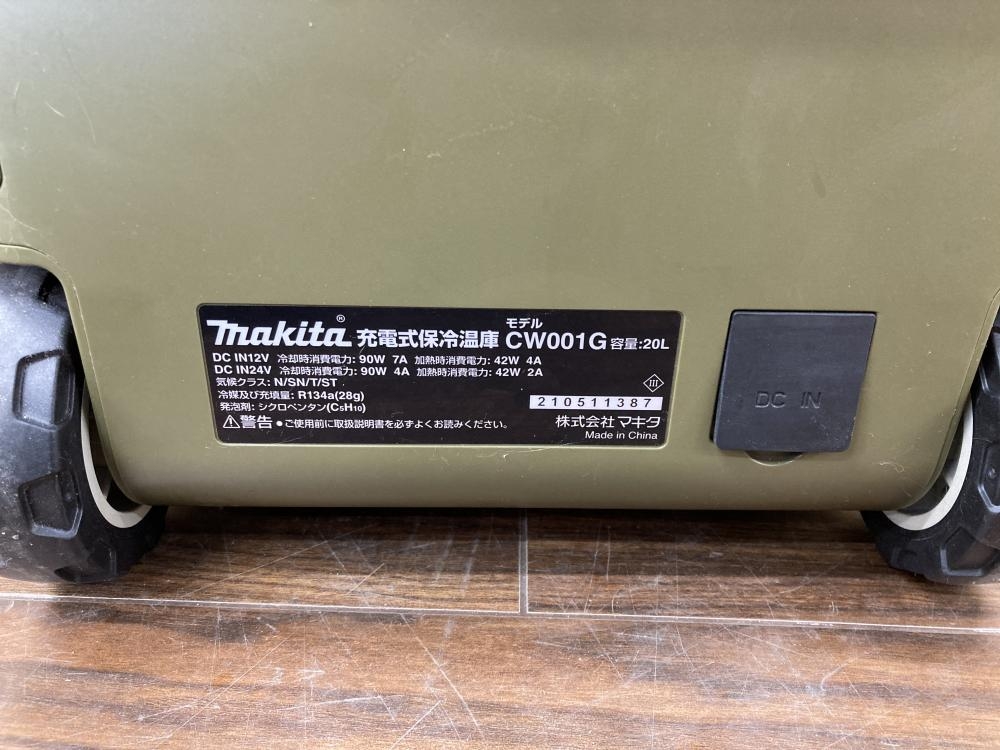 makita® 充電式保冷温庫 モデル CW001G 容量:20L
DC IN12V 冷却時消費電力: 90W 7A 加熱時消費電力: 42W 4A
DC IN24V 冷却時消費電力: 90W 4A 加熱時消費電力: 42W 2A
気候クラス: N/SN/T/ST
冷媒及び充填量: R134a(28g)
発泡剤: シクロペンタン(C5H10)
⚠警告 ●ご使用前に取扱説明書を必ずよくお読みください。
III
210511387
株式会社 マキタ
Made in China
DC IN